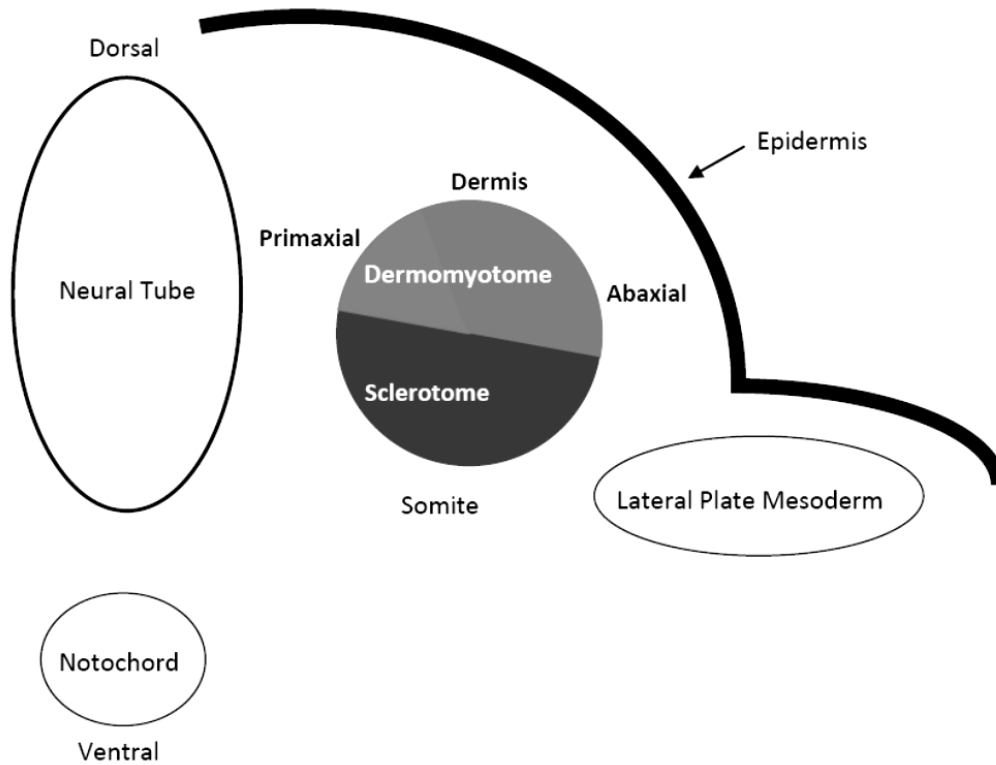 Dorsal
Epidermis
Dermis
Primaxial
Dermomyotome
Neural Tube
Abaxial
Sclerotome
Somite
Lateral Plate Mesoderm
Notochord
Ventral